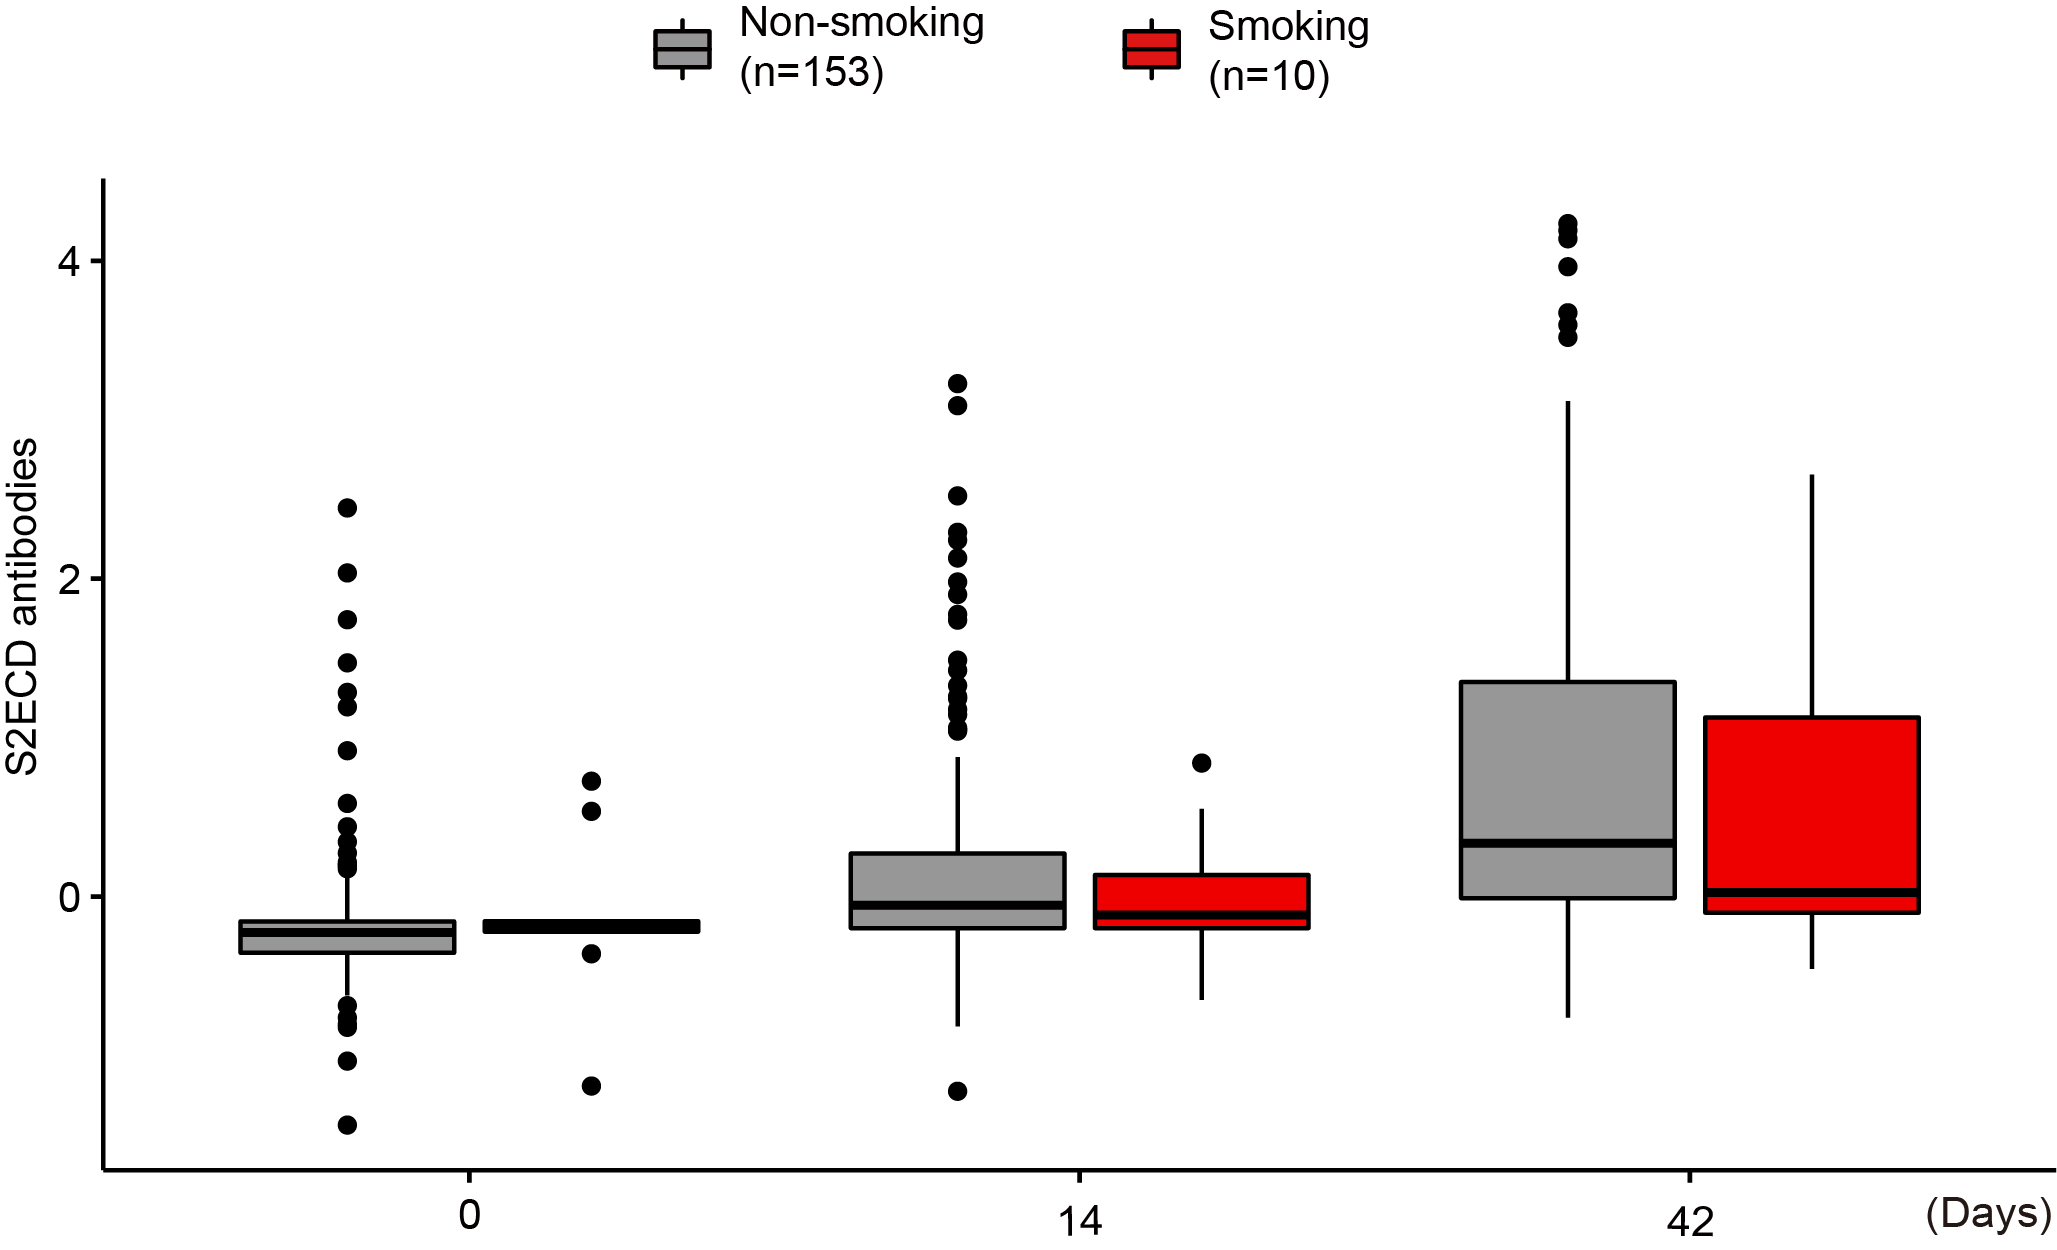 Non-smoking
(n=153)
Smoking
(n=10)
S2ECD antibodies
4
2
0
0
14
42
(Days)